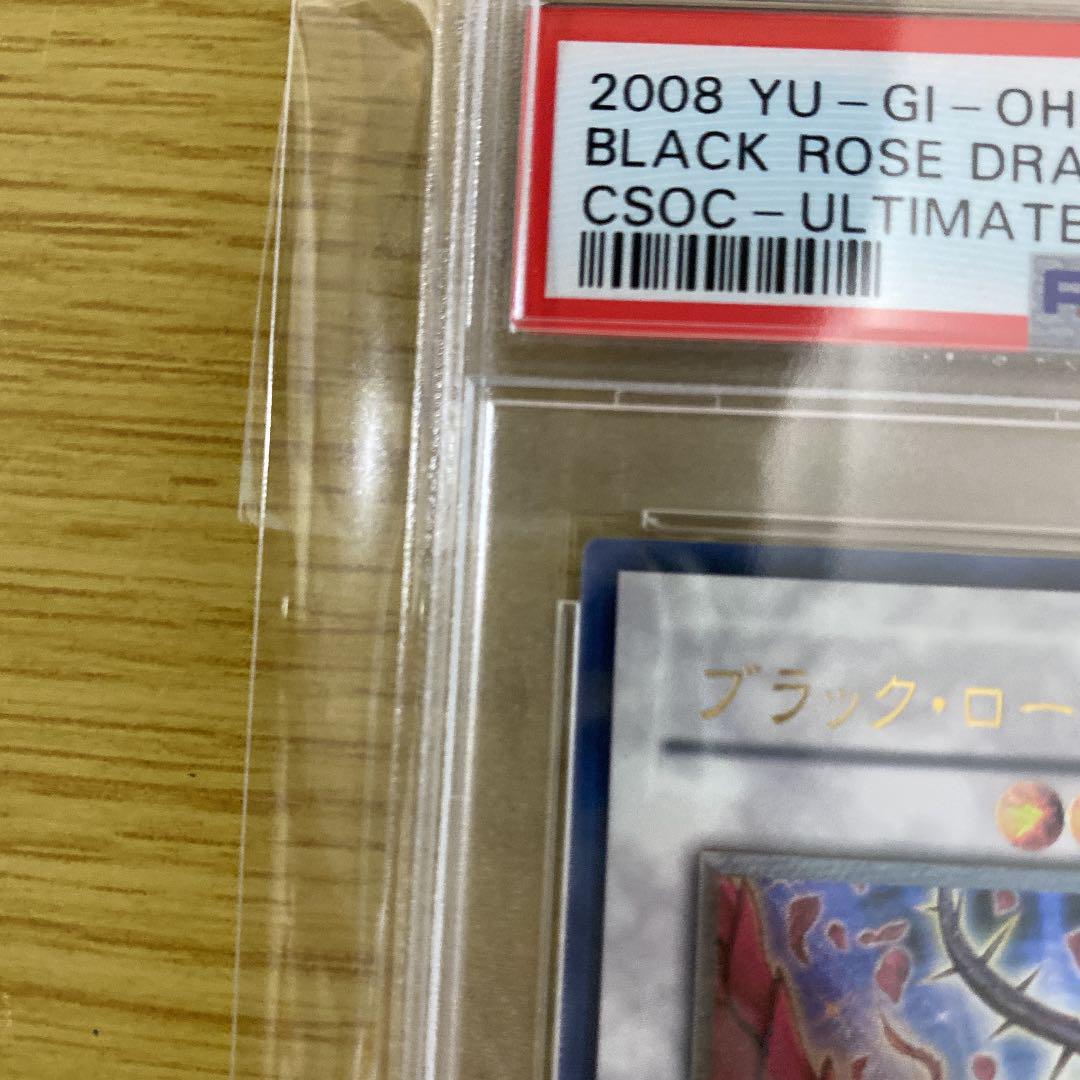 2008 YU-GI-OH
BLACK ROSE DRA
CSOC-ULTIMATE
ブラック・ロー